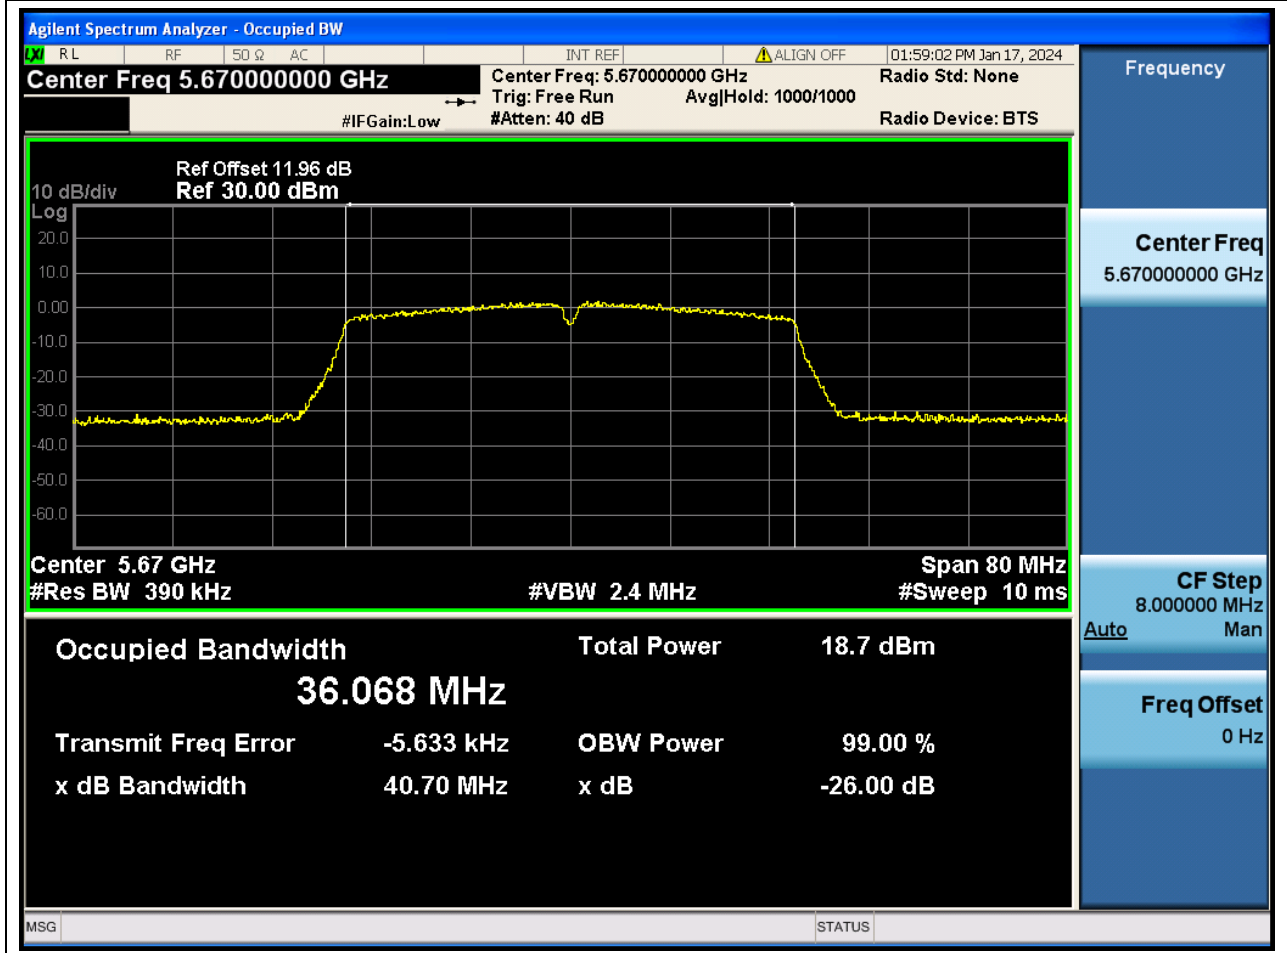 Agilent Spectrum Analyzer - Occupied BW
LXI RL RF 50 Ω AC INT REF ALIGN OFF 01:59:02 PM Jan 17, 2024
Center Freq 5.670000000 GHz
Center Freq: 5.670000000 GHz
Radio Std: None
Trig: Free Run Avg|Hold: 1000/1000
#IFGain:Low
#Atten: 40 dB
Radio Device: BTS
Ref Offset 11.96 dB
10 dB/div Ref 30.00 dBm
Log
20.0
10.0
0.00
-10.0
-20.0
-30.0
-40.0
-50.0
-60.0
Center 5.67 GHz Span 80 MHz
#Res BW 390 kHz #VBW 2.4 MHz #Sweep 10 ms
Occupied Bandwidth Total Power 18.7 dBm
36.068 MHz
Transmit Freq Error -5.633 kHz OBW Power 99.00 %
x dB Bandwidth 40.70 MHz x dB -26.00 dB
MSG STATUS
Frequency
Center Freq
5.670000000 GHz
CF Step
8.000000 MHz
Auto Man
Freq Offset
0 Hz